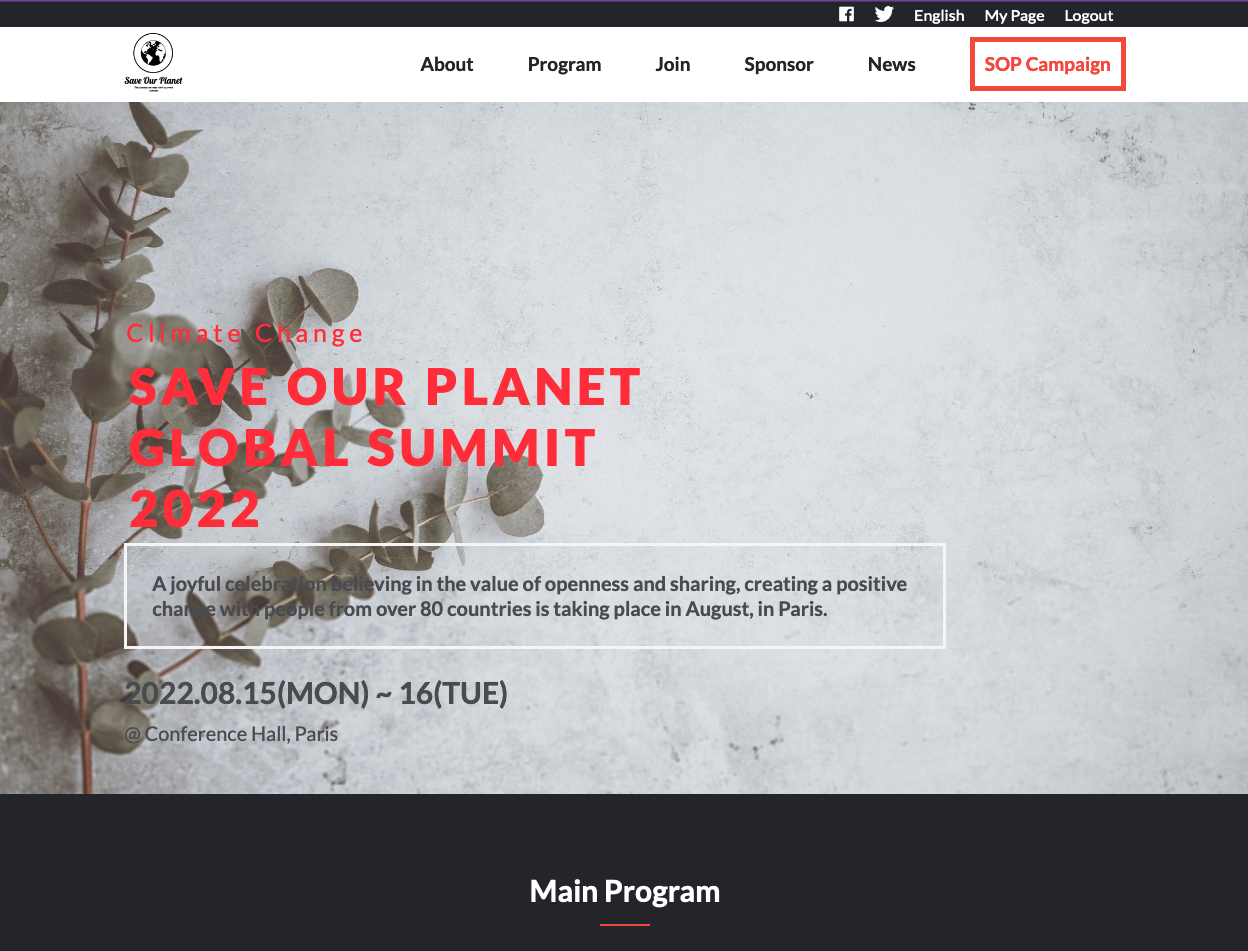 English My Page Logout
Save Our Planet
About Program Join Sponsor News SOP Campaign
Climate Change
SAVE OUR PLANET
GLOBAL SUMMIT
2022
A joyful celebration believing in the value of openness and sharing, creating a positive
change with people from over 80 countries is taking place in August, in Paris.
2022.08.15(MON) ~ 16(TUE)
@ Conference Hall, Paris
Main Program